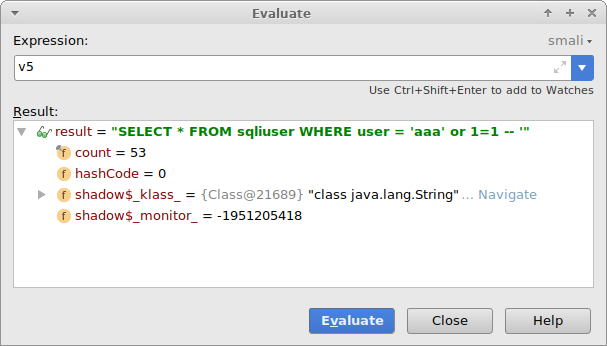 Evaluate
Expression:
smali
v5
Use Ctrl+Shift+Enter to add to Watches
Result:
result = "SELECT * FROM sqliuser WHERE user = 'aaa' or 1=1 -- '"
f count = 53
f hashCode = 0
f shadow$_klass_ = {Class@21689} "class java.lang.String" ... Navigate
f shadow$_monitor_ = -1951205418
Evaluate
Close
Help